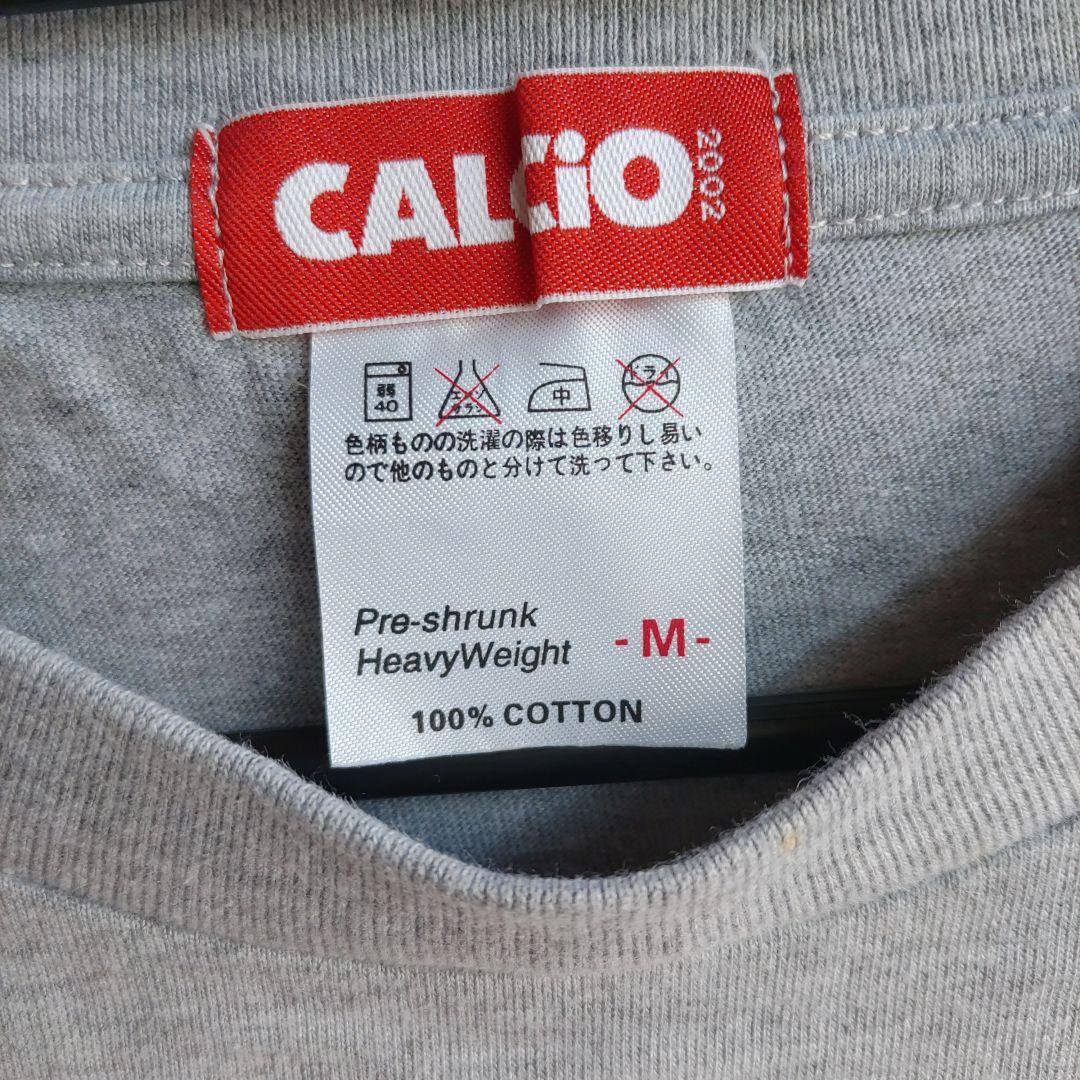 CALCiO 2002
弱 40
エンソ サラシ
中
ドライ
色柄ものの洗濯の際は色移りし易い
ので他のものと分けて洗って下さい。
Pre-shrunk
HeavyWeight
-M-
100% COTTON